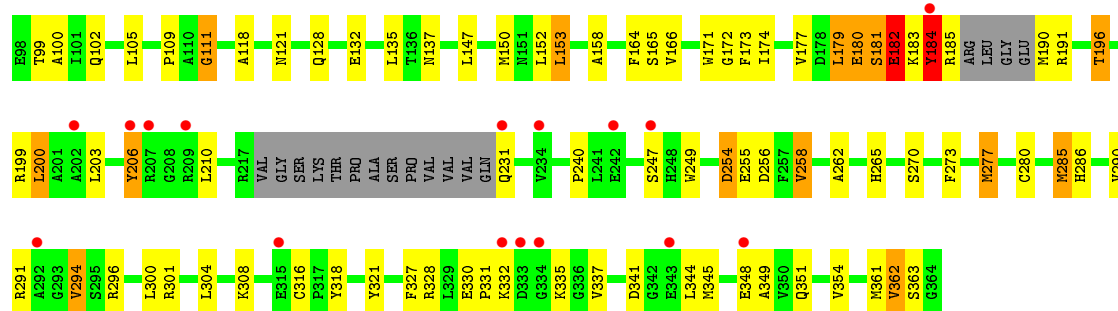 E98 T99 A100 I101 Q102 L105 P109 A110 G111 A118 N121 Q128 E132 L135 T136 N137 L147 M150 N151 L152 L153 A158 F164 S165 V166 W171 G172 F173 I174 V177 D178 L179 E180 S181 E182 K183 Y184 R185 ARG LEU GLY GLU M190 R191 T196
R199 L200 A201 A202 L203 Y206 R207 G208 R209 L210 R217 VAL GLY SER LYS THR PRO ALA SER PRO VAL VAL VAL GLN Q231 V234 P240 L241 E242 S247 H248 W249 D254 E255 D256 F257 V258 A262 H265 S270 F273 M277 C280 M285 H286
R291 A292 G293 V294 S295 R296 L300 R301 L304 K308 E315 C316 P317 Y318 Y321 F327 R328 L329 E330 P331 K332 D333 G334 K335 G336 V337 D341 G342 E343 L344 M345 E348 A349 V350 Q351 V354 M361 V362 S363 G364